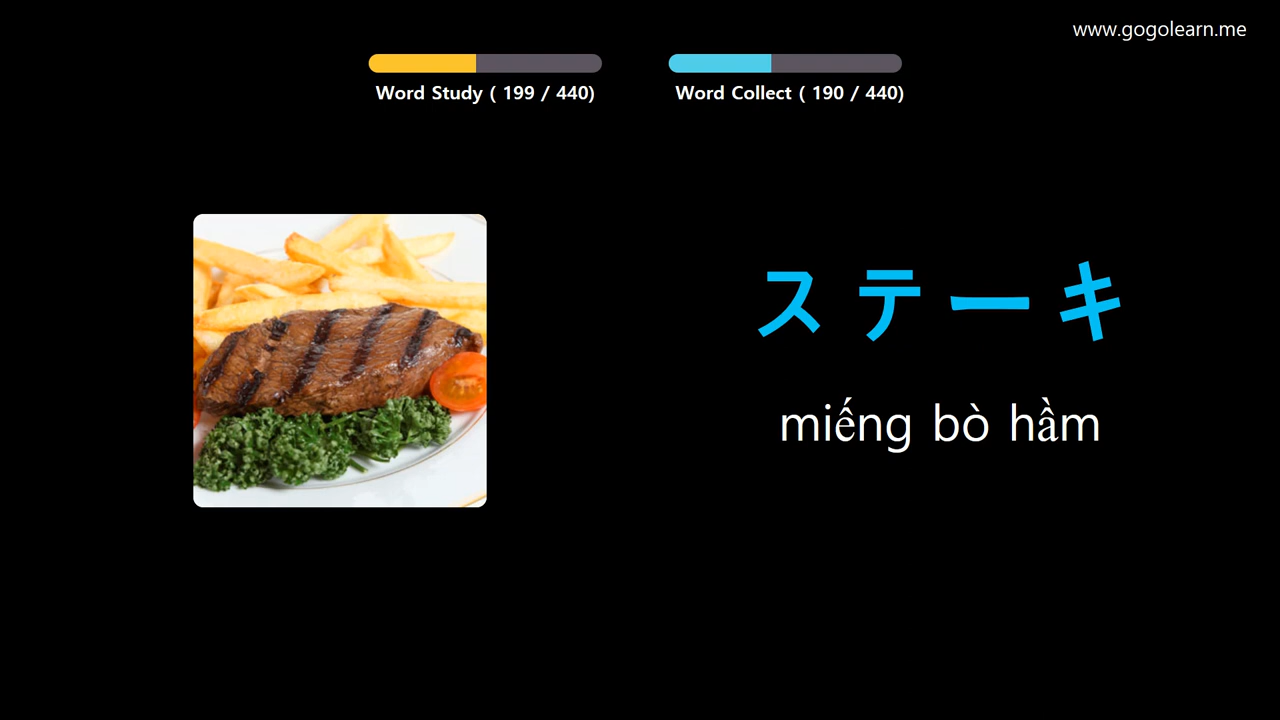 www.gogolearn.me
Word Study ( 199 / 440)
Word Collect ( 190 / 440)
ステーキ
miếng bò hầm